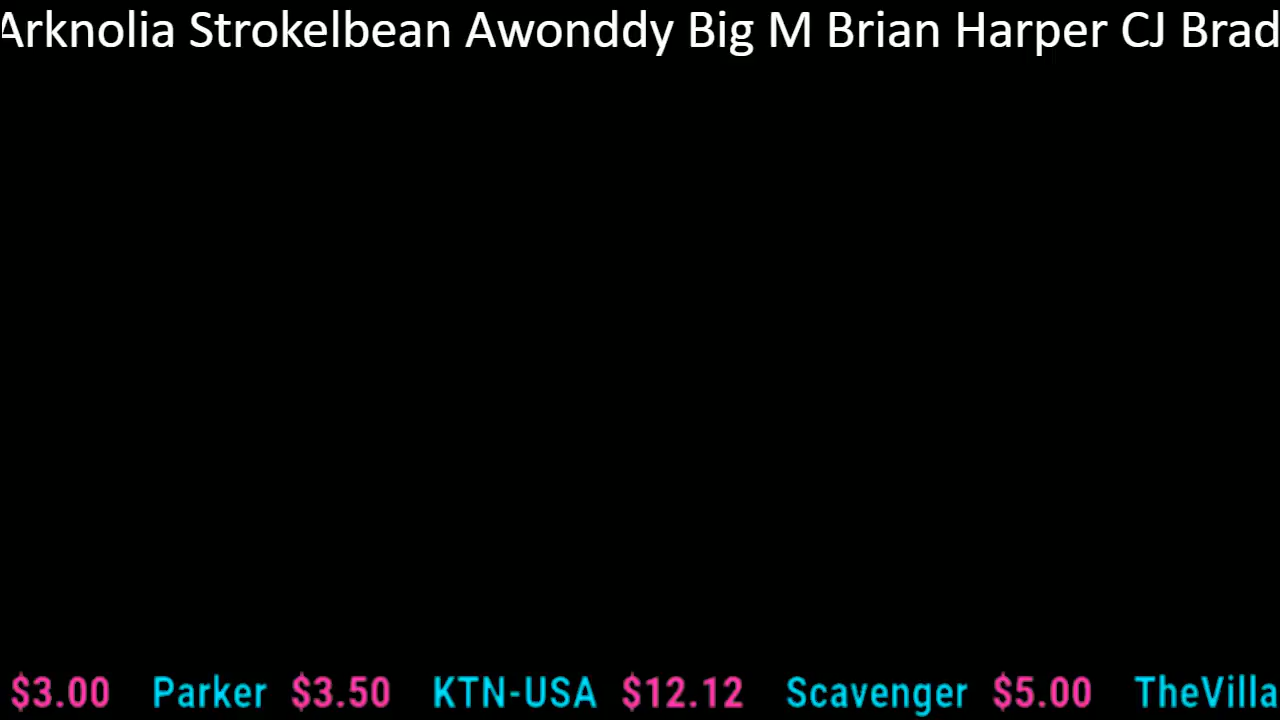 Arknolia Strokelbean Awonddy Big M Brian Harper CJ Brad
$3.00 Parker $3.50 KTN-USA $12.12 Scavenger $5.00 TheVilla